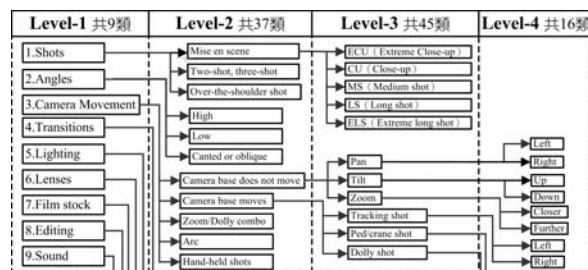 Level-1 共9類
Level-2 共37類
Level-3 共45類
Level-4 共16類
1.Shots
2.Angles
3.Camera Movement
4.Transitions
5.Lighting
6.Lenses
7.Film stock
8.Editing
9.Sound
Mise en scene
Two-shot, three-shot
Over-the-shoulder shot
High
Low
Canted or oblique
Camera base does not move
Camera base moves
Zoom/Dolly combo
Arc
Hand-held shots
ECU（Extreme Close-up）
CU（Close-up）
MS（Medium shot）
LS（Long shot）
ELS（Extreme long shot）
Pan
Tilt
Zoom
Tracking shot
Ped/crane shot
Dolly shot
Left
Right
Up
Down
Closer
Further
Left
Right